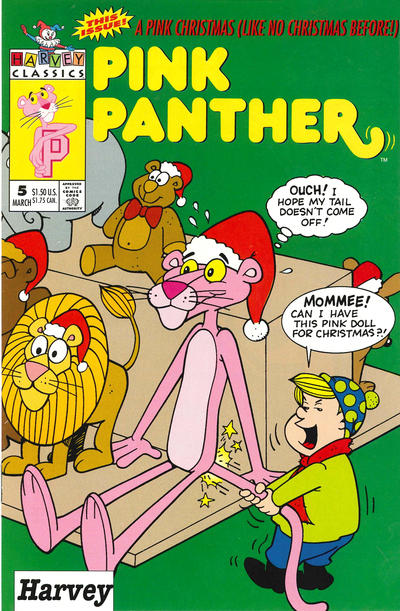 THIS ISSUE!
A PINK CHRISTMAS (LIKE NO CHRISTMAS BEFORE!)
HARVEY
CLASSICS
PINK
PANTHER
TM
P
5 $1.50 U.S.
MARCH $1.75 CAN.
APPROVED
BY THE
COMICS
CODE
AUTHORITY
OUCH! I
HOPE MY TAIL
DOESN'T COME
OFF!
MOMMEE!
CAN I HAVE
THIS PINK DOLL
FOR CHRISTMAS?!
Harvey